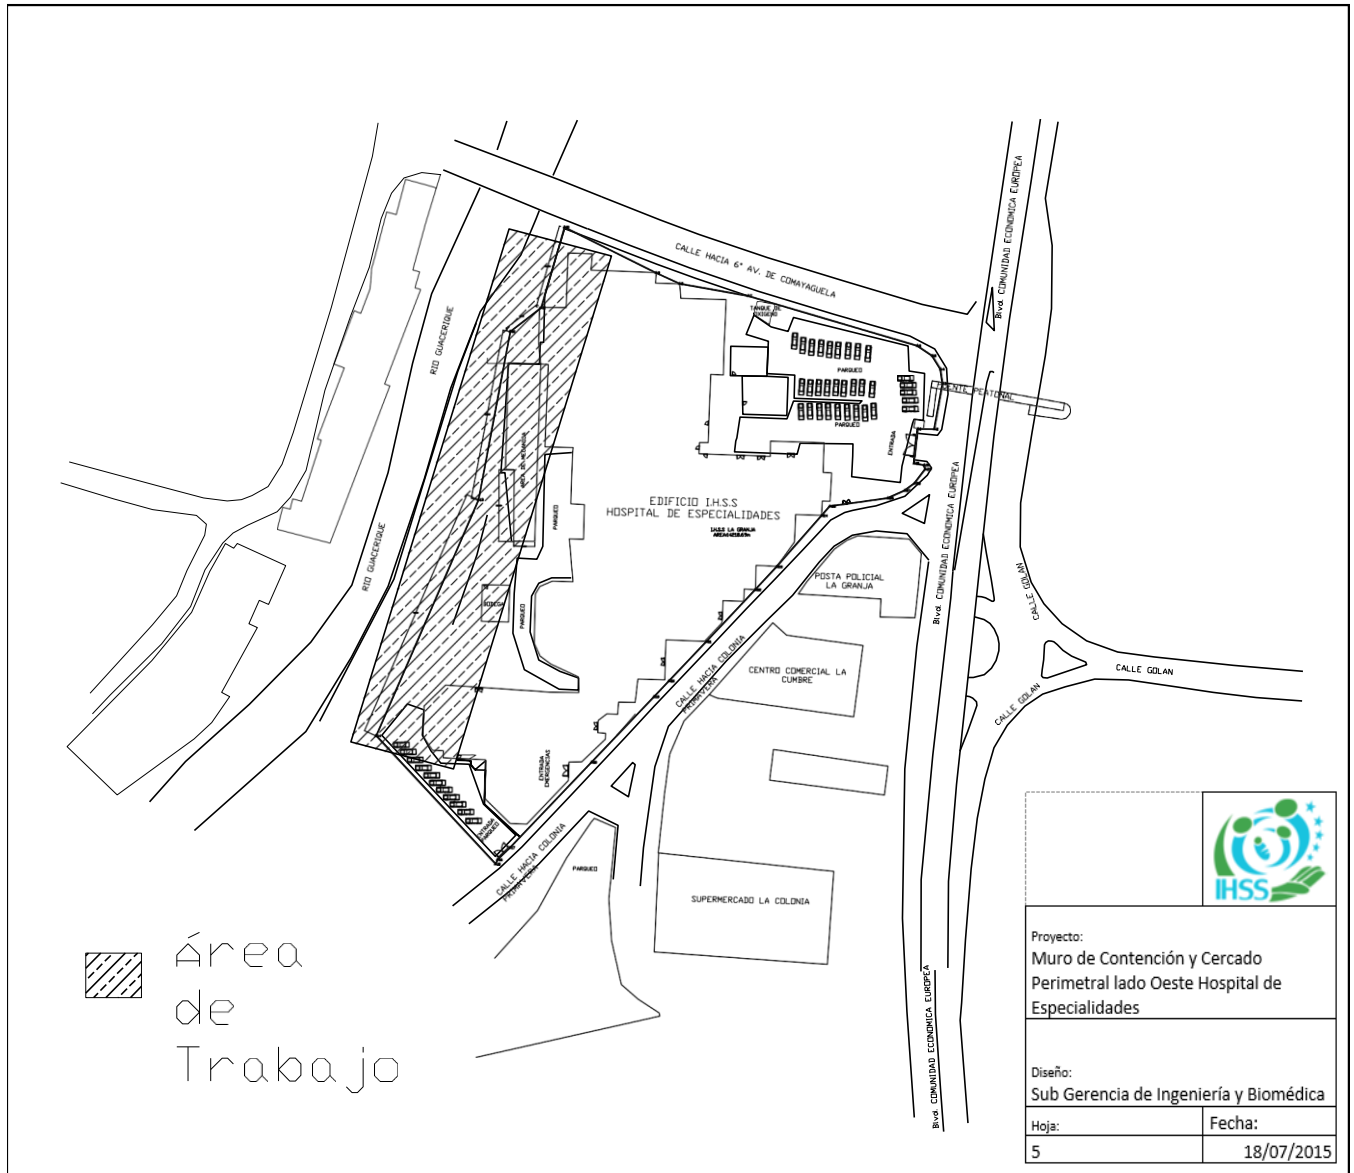 CALLE HACIA 6° AV. DE COMAYAGUELA
Blvd. COMUNIDAD ECONOMICA EUROPEA
RIO GUACERIQUE
TANQUE DE
OXIGENO
PARQUEO
PUENTE PEATONAL
PARQUEO
ENTRADA
AREA DE MECANICA
EDIFICIO I.H.S.S
HOSPITAL DE ESPECIALIDADES
I.H.S.S LA GRANJA
PARQUEO
RIO GUACERIQUE
Blvd. COMUNIDAD ECONOMICA EUROPEA
POSTA POLICIAL
LA GRANJA
CALLE GOLAN
BODEGA
PARQUEO
CALLE HACIA COLONIA
PRIMAVERA
CENTRO COMERCIAL LA
CUMBRE
CALLE GOLAN
CALLE GOLAN
ENTRADA
EMERGENCIAS
ENTRADA
PARQUEO
CALLE HACIA COLONIA
PRIMAVERA
PARQUEO
SUPERMERCADO LA COLONIA
Blvd. COMUNIDAD ECONOMICA EUROPEA
Área
de
Trabajo
IHSS
Proyecto:
Muro de Contención y Cercado
Perimetral lado Oeste Hospital de
Especialidades
Diseño:
Sub Gerencia de Ingeniería y Biomédica
Hoja:
Fecha:
5
18/07/2015